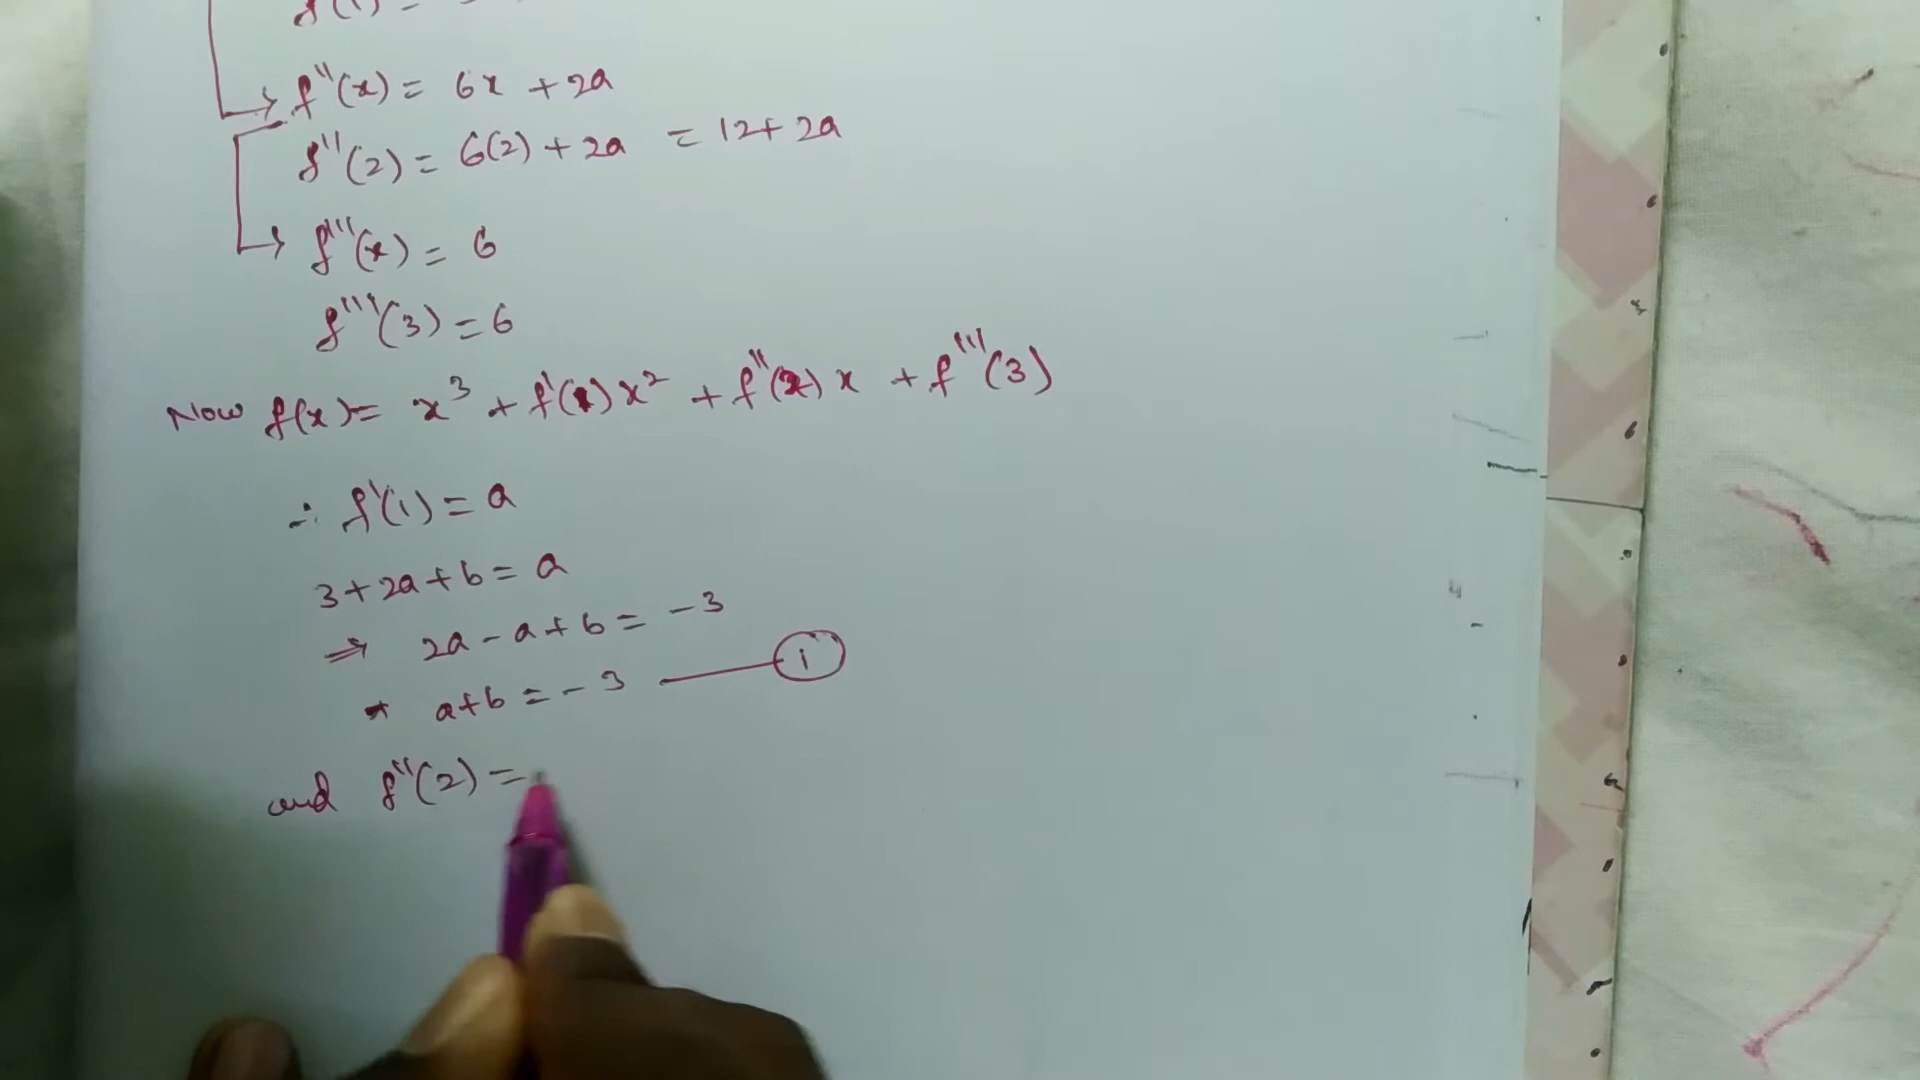 f''(x) = 6x + 2a
f''(2) = 6(2) + 2a = 12 + 2a
f'''(x) = 6
f'''(3) = 6
Now f(x) = x³ + f'(1)x² + f''(2)x + f'''(3)
∴ f'(1) = a
3 + 2a + b = a
⇒ 2a - a + b = -3
a + b = -3 —— (i)
and f''(2) =